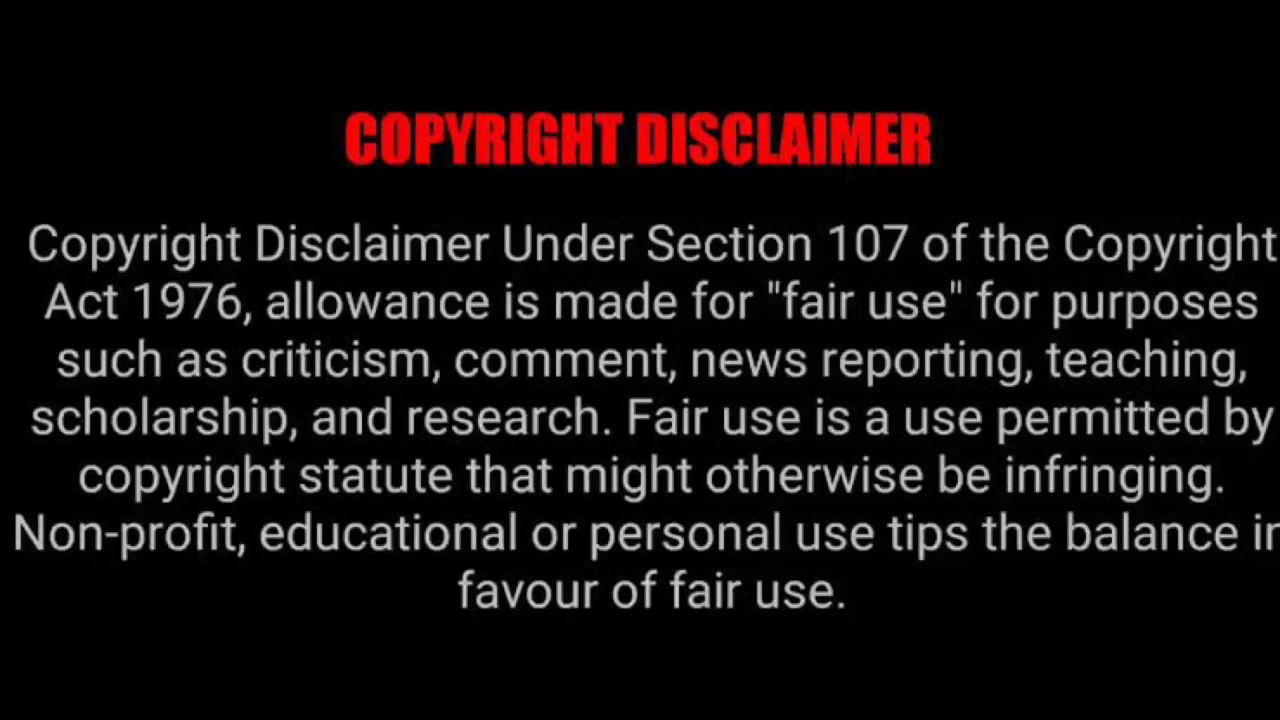 COPYRIGHT DISCLAIMER
Copyright Disclaimer Under Section 107 of the Copyright
Act 1976, allowance is made for "fair use" for purposes
such as criticism, comment, news reporting, teaching,
scholarship, and research. Fair use is a use permitted by
copyright statute that might otherwise be infringing.
Non-profit, educational or personal use tips the balance in
favour of fair use.